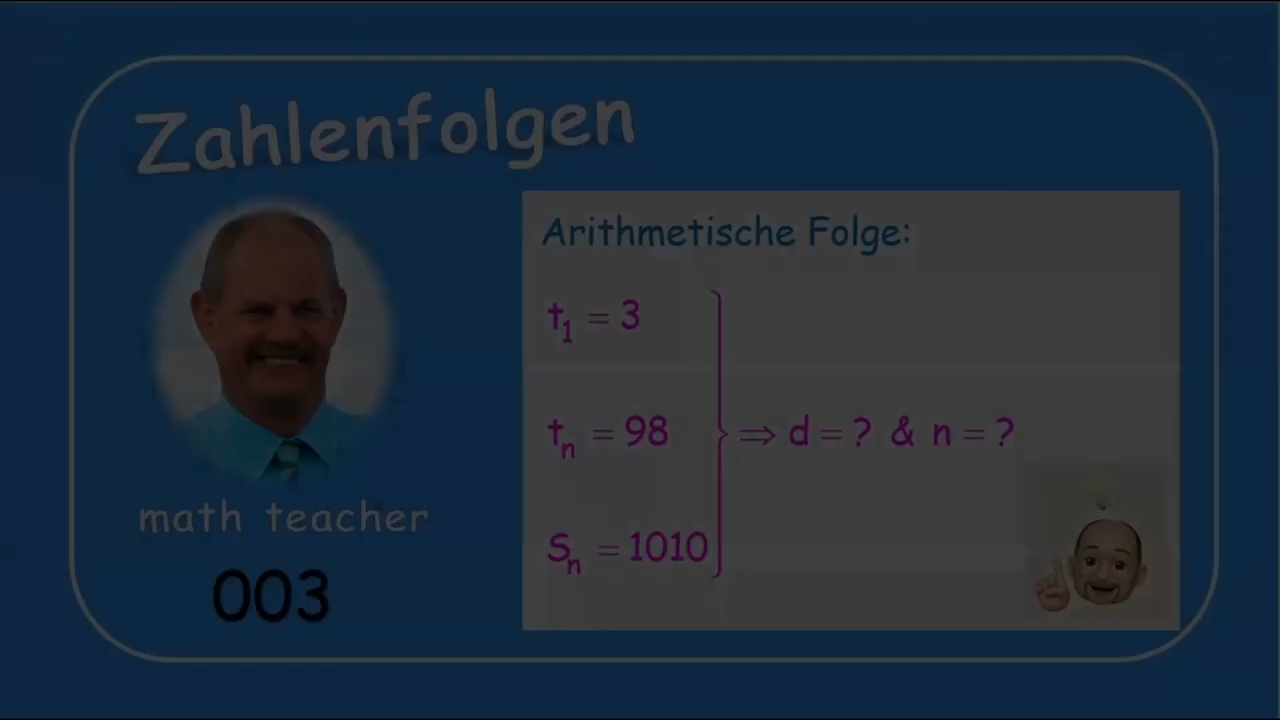 Zahlenfolgen
math teacher
003
Arithmetische Folge:
t₁ = 3
tₙ = 98
Sₙ = 1010
⇒ d = ? & n = ?